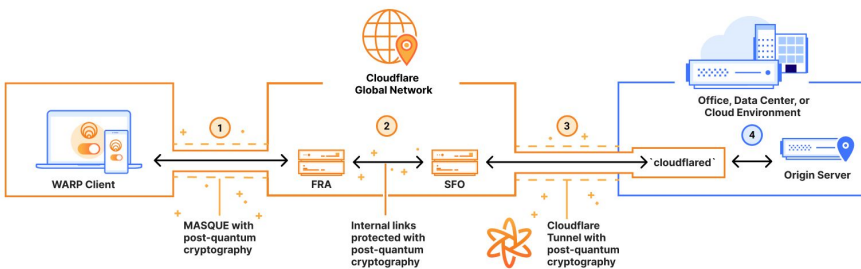 Cloudflare
Global Network
Office, Data Center, or
Cloud Environment
1
2
3
4
WARP Client
FRA
SFO
`cloudflared`
Origin Server
MASQUE with
post-quantum
cryptography
Internal links
protected with
post-quantum
cryptography
Cloudflare
Tunnel with
post-quantum
cryptography